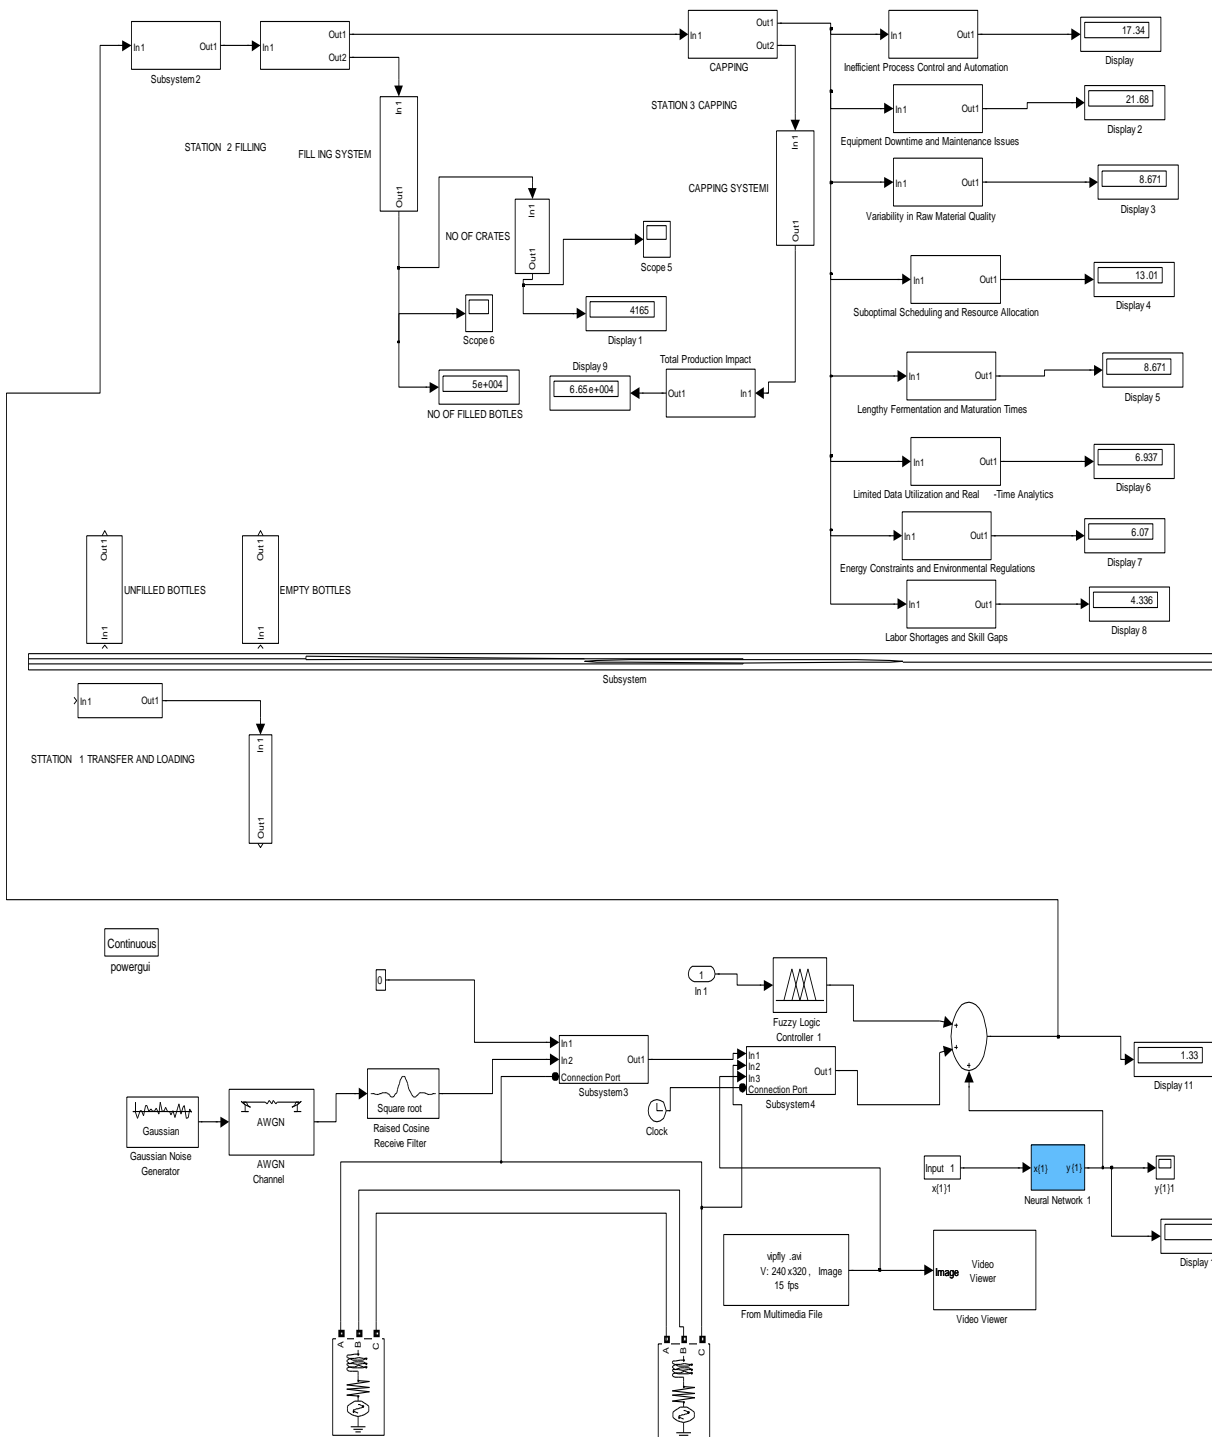 In1
Out1
Subsystem 2
In1
Out1
Out2
In1
Out1
Out2
CAPPING
In1
Out1
17.34
Display
Inefficient Process Control and Automation
In1
Out1
21.68
Display 2
Equipment Downtime and Maintenance Issues
STATION 2 FILLING
In1
Out1
FILL ING SYSTEM
STATION 3 CAPPING
In1
Out1
CAPPING SYSTEMI
In1
Out1
8.671
Display 3
Variability in Raw Material Quality
In1
Out1
NO OF CRATES
Scope 5
Scope 6
4165
Display 1
In1
Out1
13.01
Display 4
Suboptimal Scheduling and Resource Allocation
Total Production Impact
Display 9
6.65e+004
Out1
In1
5e+004
NO OF FILLED BOTLES
In1
Out1
8.671
Display 5
Lengthy Fermentation and Maturation Times
In1
Out1
6.937
Display 6
Limited Data Utilization and Real -Time Analytics
In1
Out1
6.07
Display 7
Energy Constraints and Environmental Regulations
In1
Out1
4.336
Display 8
Labor Shortages and Skill Gaps
Out1
In1
UNFILLED BOTTLES
Out1
In1
EMPTY BOTTLES
Subsystem
In1
Out1
STTATION 1 TRANSFER AND LOADING
In1
Out1
Continuous
powergui
0
1
In 1
Fuzzy Logic
Controller 1
In1
In2
Connection Port
Out1
Subsystem 3
In1
In2
In3
Connection Port
Out1
Subsystem 4
1.33
Display 11
Clock
Gaussian
Gaussian Noise
Generator
AWGN
AWGN
Channel
Square root
Raised Cosine
Receive Filter
Input 1
x{1}1
x{1}
y{1}
Neural Network 1
y{1}1
Display
vipfly .avi
V: 240 x320 , Image
15 fps
From Multimedia File
Image
Video
Viewer
Video Viewer
A
B
C
A
B
C